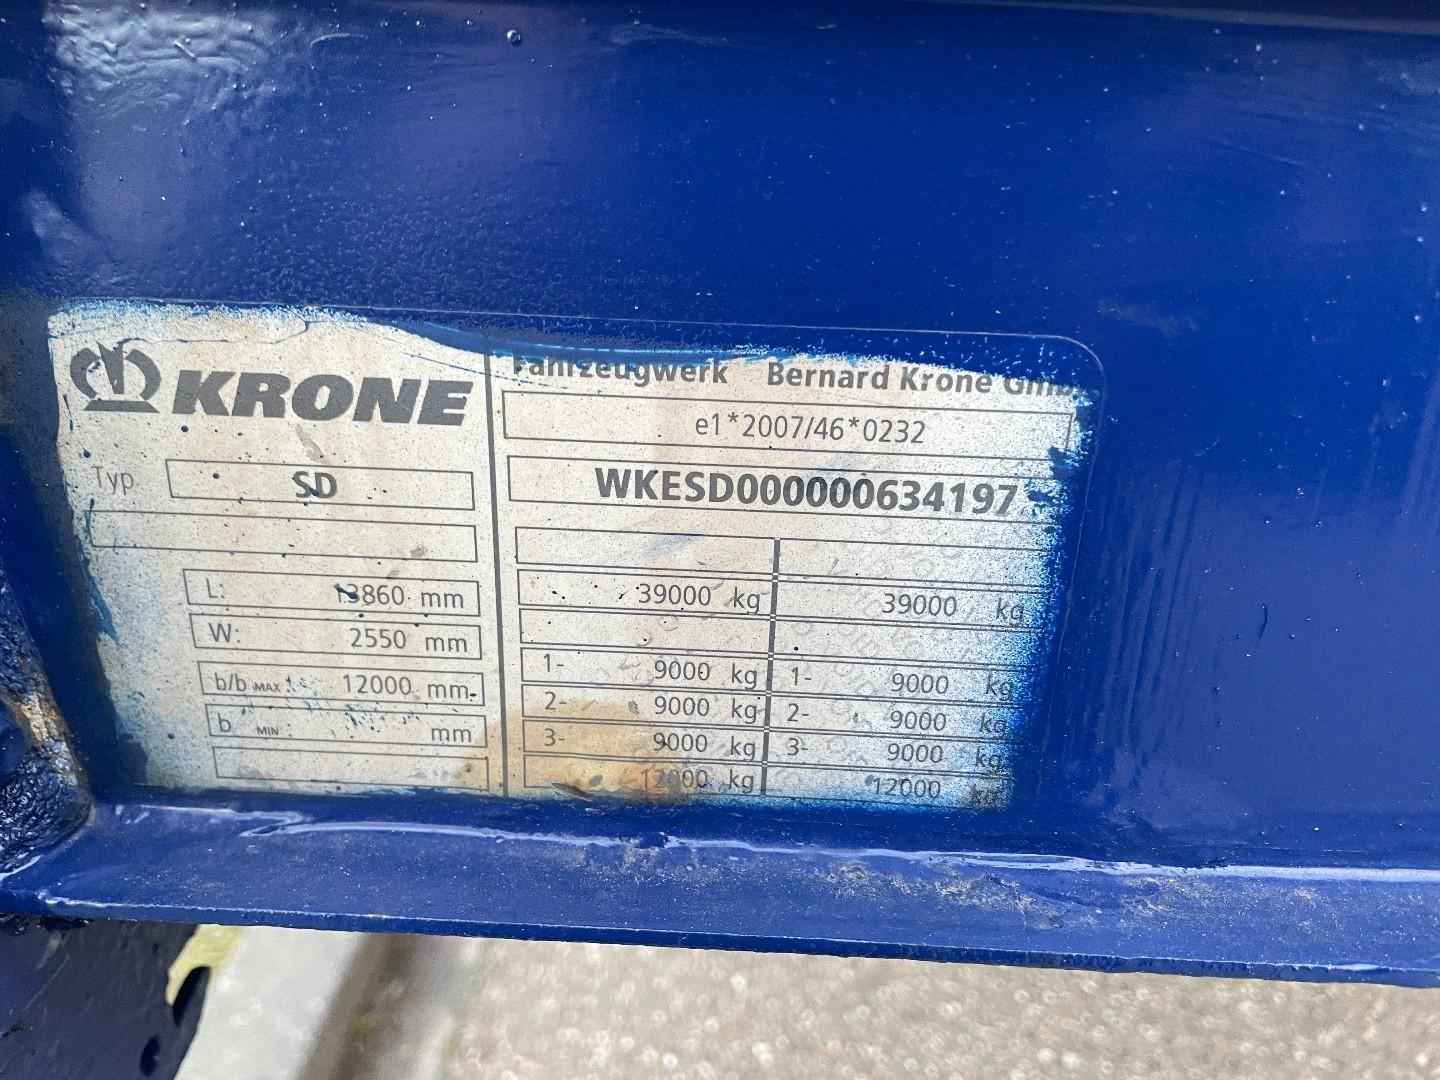 KRONE
Fahrzeugwerk Bernard Krone GmbH
e1*2007/46*0232
Typ SD
WKESD000000634197
L: 13860 mm
W: 2550 mm
b/b MAX: 12000 mm
b MIN: mm
39000 kg 39000 kg
1- 9000 kg 1- 9000 kg
2- 9000 kg 2- 9000 kg
3- 9000 kg 3- 9000 kg
12000 kg 12000 kg